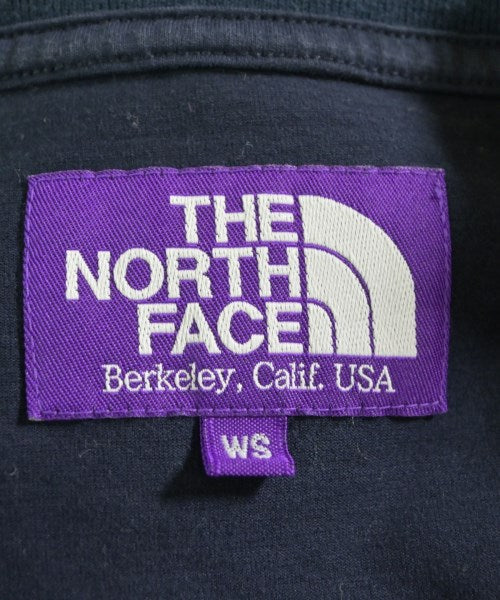 THE
NORTH
FACE
Berkeley, Calif. USA
WS